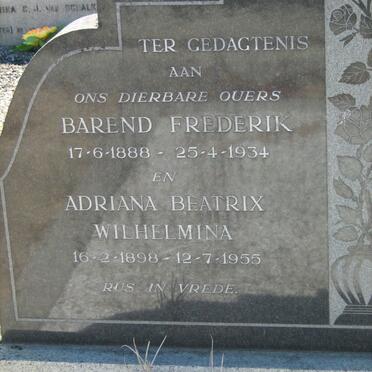 TER GEDAGTENIS
AAN
ONS DIERBARE OUERS
BAREND FREDERIK
17-6-1888 - 25-4-1934
EN
ADRIANA BEATRIX
WILHELMINA
16-2-1898 - 12-7-1955
RUS IN VREDE.